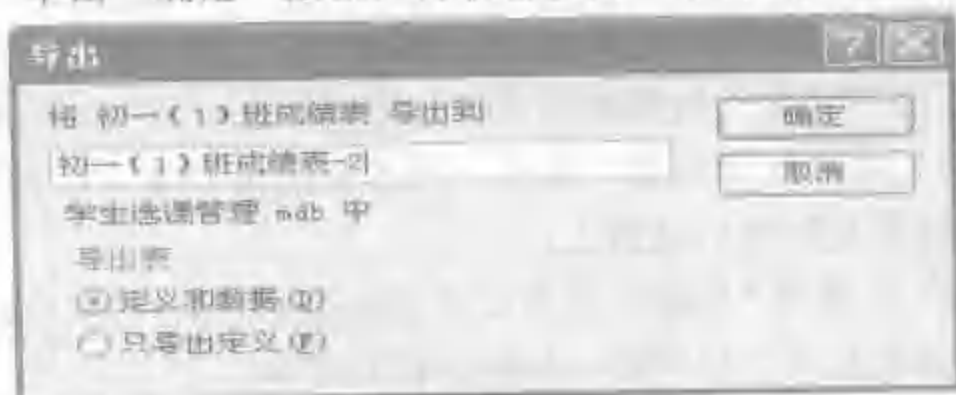 导出
将 初一（1）班成绩表 导出到
确定
初一（1）班成绩表-2
取消
学生选课管理 mdb 中
导出表
定义和数据(D)
只导出定义(F)